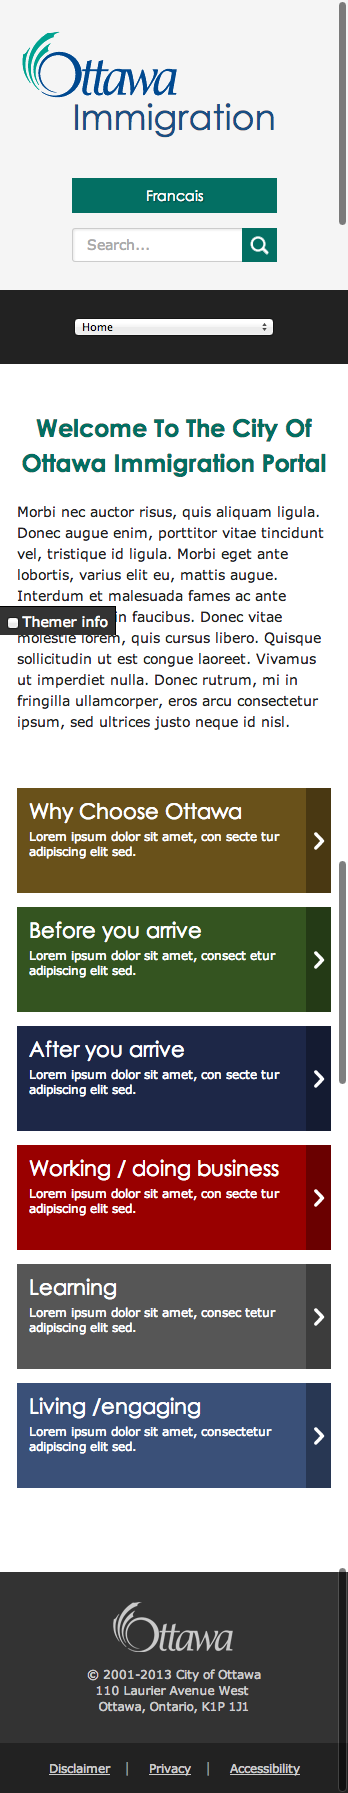 Ottawa
Immigration
Francais
Search...
Home
Welcome To The City Of
Ottawa Immigration Portal
Morbi nec auctor risus, quis aliquam ligula.
Donec augue enim, porttitor vitae tincidunt
vel, tristique id ligula. Morbi eget ante
lobortis, varius elit eu, mattis augue.
Interdum et malesuada fames ac ante
in faucibus. Donec vitae
Themer info
molestie lorem, quis cursus libero. Quisque
sollicitudin ut est congue laoreet. Vivamus
ut imperdiet nulla. Donec rutrum, mi in
fringilla ullamcorper, eros arcu consectetur
ipsum, sed ultrices justo neque id nisl.
Why Choose Ottawa
Lorem ipsum dolor sit amet, con secte tur
adipiscing elit sed.
Before you arrive
Lorem ipsum dolor sit amet, consect etur
adipiscing elit sed.
After you arrive
Lorem ipsum dolor sit amet, con secte tur
adipiscing elit sed.
Working / doing business
Lorem ipsum dolor sit amet, con secte tur
adipiscing elit sed.
Learning
Lorem ipsum dolor sit amet, consec tetur
adipiscing elit sed.
Living /engaging
Lorem ipsum dolor sit amet, consectetur
adipiscing elit sed.
Ottawa
© 2001-2013 City of Ottawa
110 Laurier Avenue West
Ottawa, Ontario, K1P 1J1
Disclaimer | Privacy | Accessibility